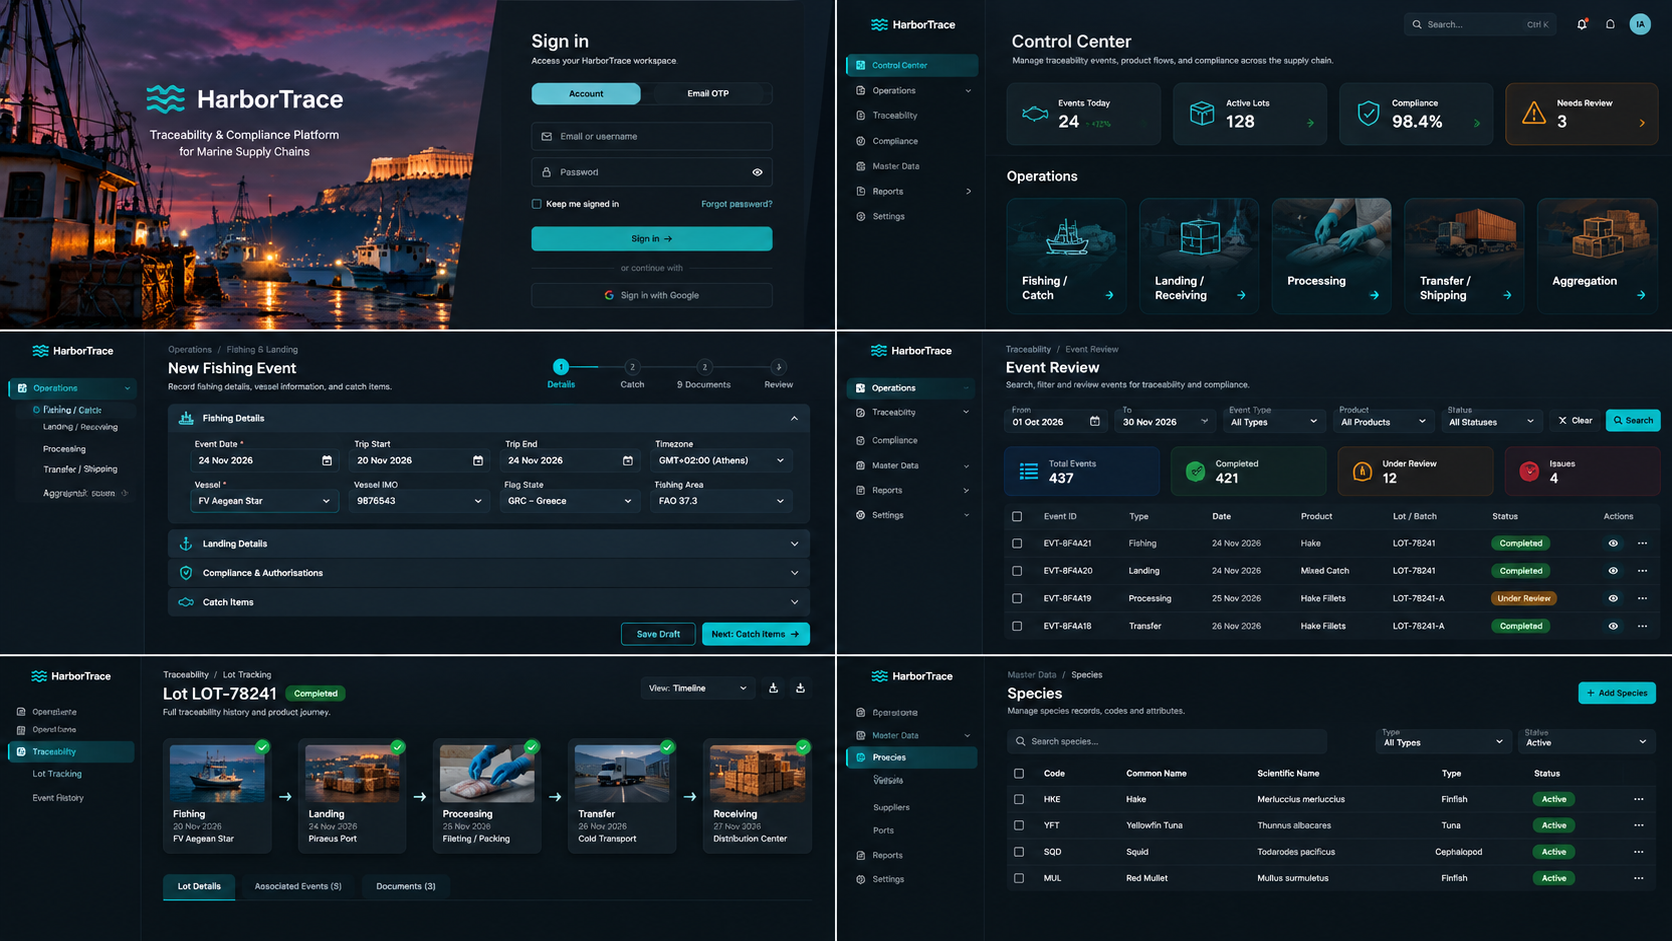 HarborTrace
Traceability & Compliance Platform
for Marine Supply Chains
Sign in
Access your HarborTrace workspace.
Account
Email OTP
Email or username
Password
Keep me signed in
Forgot password?
Sign in →
or continue with
G Sign in with Google
HarborTrace
Control Center
Operations
Traceability
Compliance
Master Data
Reports
Settings
Search...
Ctrl K
IA
Control Center
Manage traceability events, product flows, and compliance across the supply chain.
Events Today
24
+12%
Active Lots
128
Compliance
98.4%
Needs Review
3
Operations
Fishing /
Catch
Landing /
Receiving
Processing
Transfer /
Shipping
Aggregation
HarborTrace
Operations
Fishing / Catch
Landing / Receiving
Processing
Transfer / Shipping
Operations / Fishing & Landing
New Fishing Event
Record fishing details, vessel information, and catch items.
1
2
2
Details
Catch
9 Documents
Review
Fishing Details
Event Date *
Trip Start
Trip End
Timezone
24 Nov 2026
20 Nov 2026
24 Nov 2026
GMT+02:00 (Athens)
Vessel *
Vessel IMO
Flag State
Fishing Area
FV Aegean Star
9876543
GRC – Greece
FAO 37.3
Landing Details
Compliance & Authorisations
Catch Items
Save Draft
Next: Catch Items →
HarborTrace
Operations
Traceability
Compliance
Master Data
Reports
Settings
Traceability / Event Review
Event Review
Search, filter and review events for traceability and compliance.
From
To
Event Type
Product
Status
01 Oct 2026
30 Nov 2026
All Types
All Products
All Statuses
Clear
Search
Total Events
437
Completed
421
Under Review
12
Issues
4
Event ID
Type
Date
Product
Lot / Batch
Status
Actions
EVT-8F4A21
Fishing
24 Nov 2026
Hake
LOT-78241
Completed
EVT-8F4A20
Landing
24 Nov 2026
Mixed Catch
LOT-78241
Completed
EVT-8F4A19
Processing
25 Nov 2026
Hake Fillets
LOT-78241-A
Under Review
EVT-8F4A18
Transfer
26 Nov 2026
Hake Fillets
LOT-78241-A
Completed
HarborTrace
Traceability
Lot Tracking
Event History
Traceability / Lot Tracking
Lot LOT-78241
Completed
Full traceability history and product journey.
View: Timeline
Fishing
20 Nov 2026
FV Aegean Star
Landing
24 Nov 2026
Piraeus Port
Processing
25 Nov 2026
Fileting / Packing
Transfer
26 Nov 2026
Cold Transport
Receiving
27 Nov 2026
Distribution Center
Lot Details
Associated Events (5)
Documents (3)
HarborTrace
Master Data
Proecies
Suppliers
Ports
Reports
Settings
Master Data / Species
Species
Manage species records, codes and attributes.
+ Add Species
Search species...
Type
All Types
Status
Active
Code
Common Name
Scientific Name
Type
Status
HKE
Hake
Merluccius merluccius
Finfish
Active
YFT
Yellowfin Tuna
Thunnus albacares
Tuna
Active
SQD
Squid
Todarodes pacificus
Cephalopod
Active
MUL
Red Mullet
Mullus surmuletus
Finfish
Active